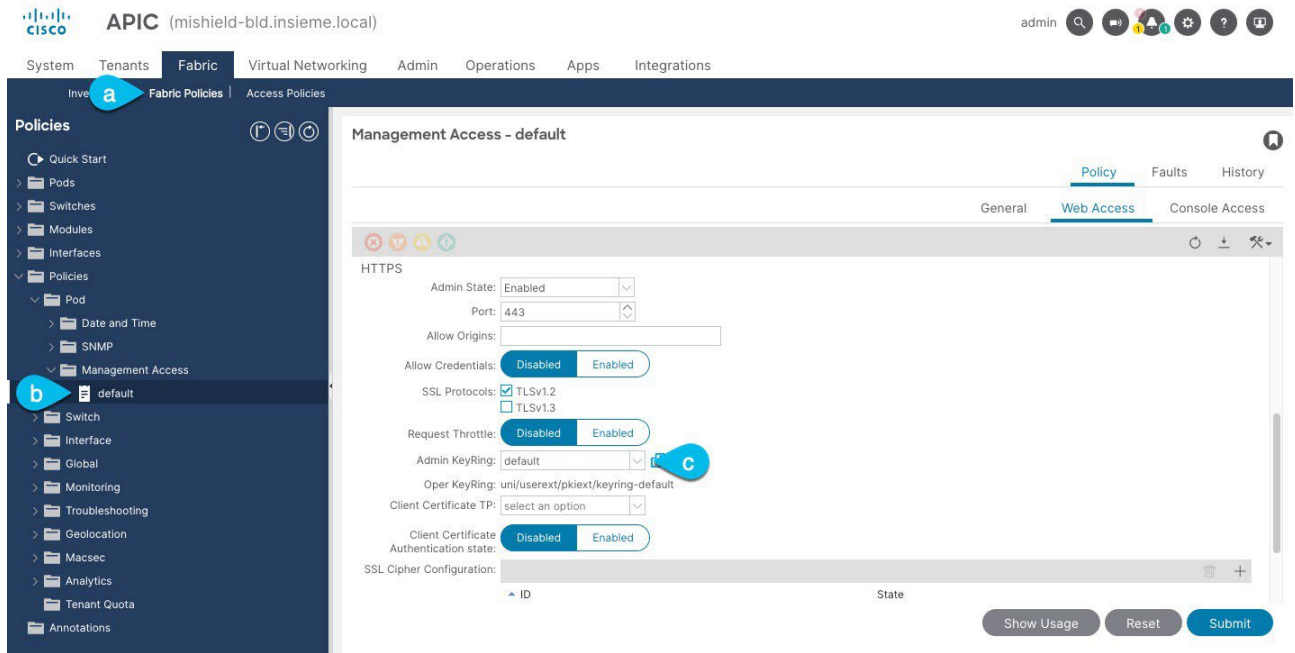 CISCO
APIC (mishield-bld.insieme.local)
admin
1
1
System Tenants Fabric Virtual Networking Admin Operations Apps Integrations
Inve a Fabric Policies | Access Policies
Policies
Quick Start
Pods
Switches
Modules
Interfaces
Policies
Pod
Date and Time
SNMP
Management Access
b default
Switch
Interface
Global
Monitoring
Troubleshooting
Geolocation
Macsec
Analytics
Tenant Quota
Annotations
Management Access - default
Policy Faults History
General Web Access Console Access
HTTPS
Admin State: Enabled
Port: 443
Allow Origins:
Allow Credentials: Disabled Enabled
SSL Protocols: TLSv1.2
TLSv1.3
Request Throttle: Disabled Enabled
Admin KeyRing: default c
Oper KeyRing: uni/userext/pkiext/keyring-default
Client Certificate TP: select an option
Client Certificate
Authentication state: Disabled Enabled
SSL Cipher Configuration:
ID State
Show Usage Reset Submit